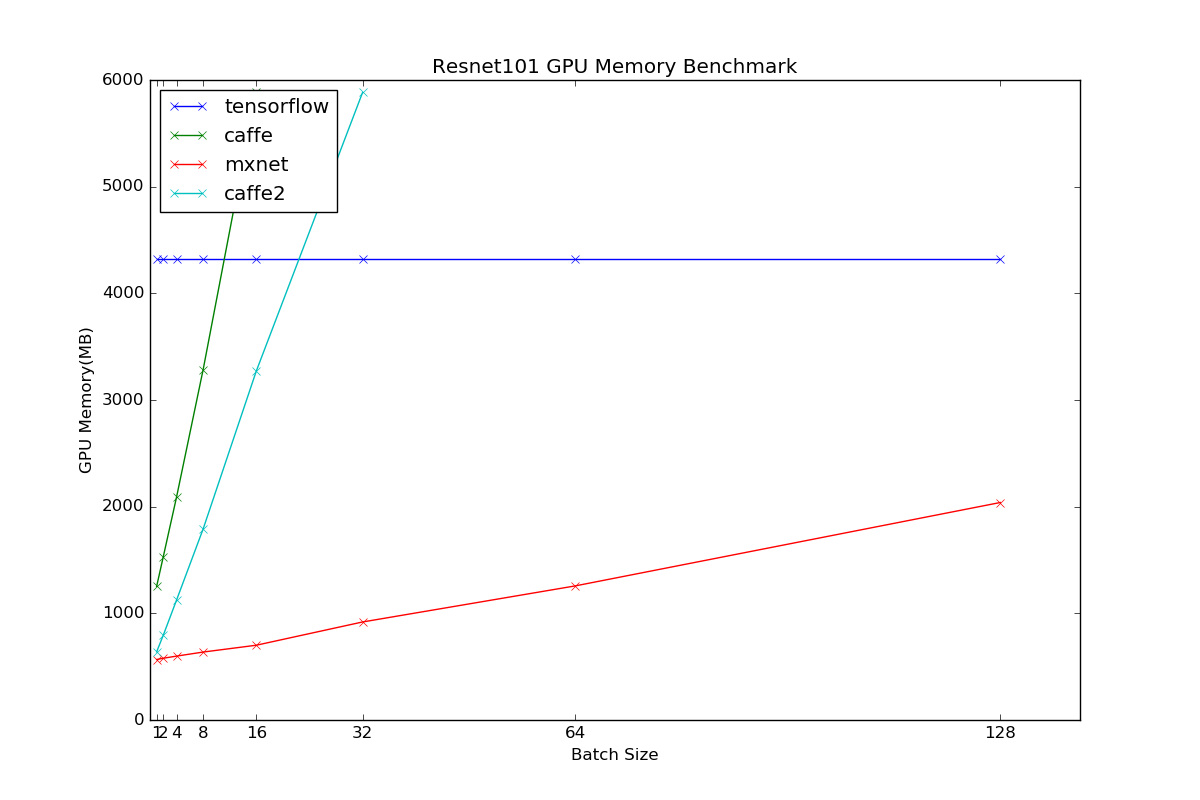 Resnet101 GPU Memory Benchmark
6000
5000
4000
3000
2000
1000
0
GPU Memory(MB)
tensorflow
caffe
mxnet
caffe2
1 2 4 8 16 32 64 128
Batch Size